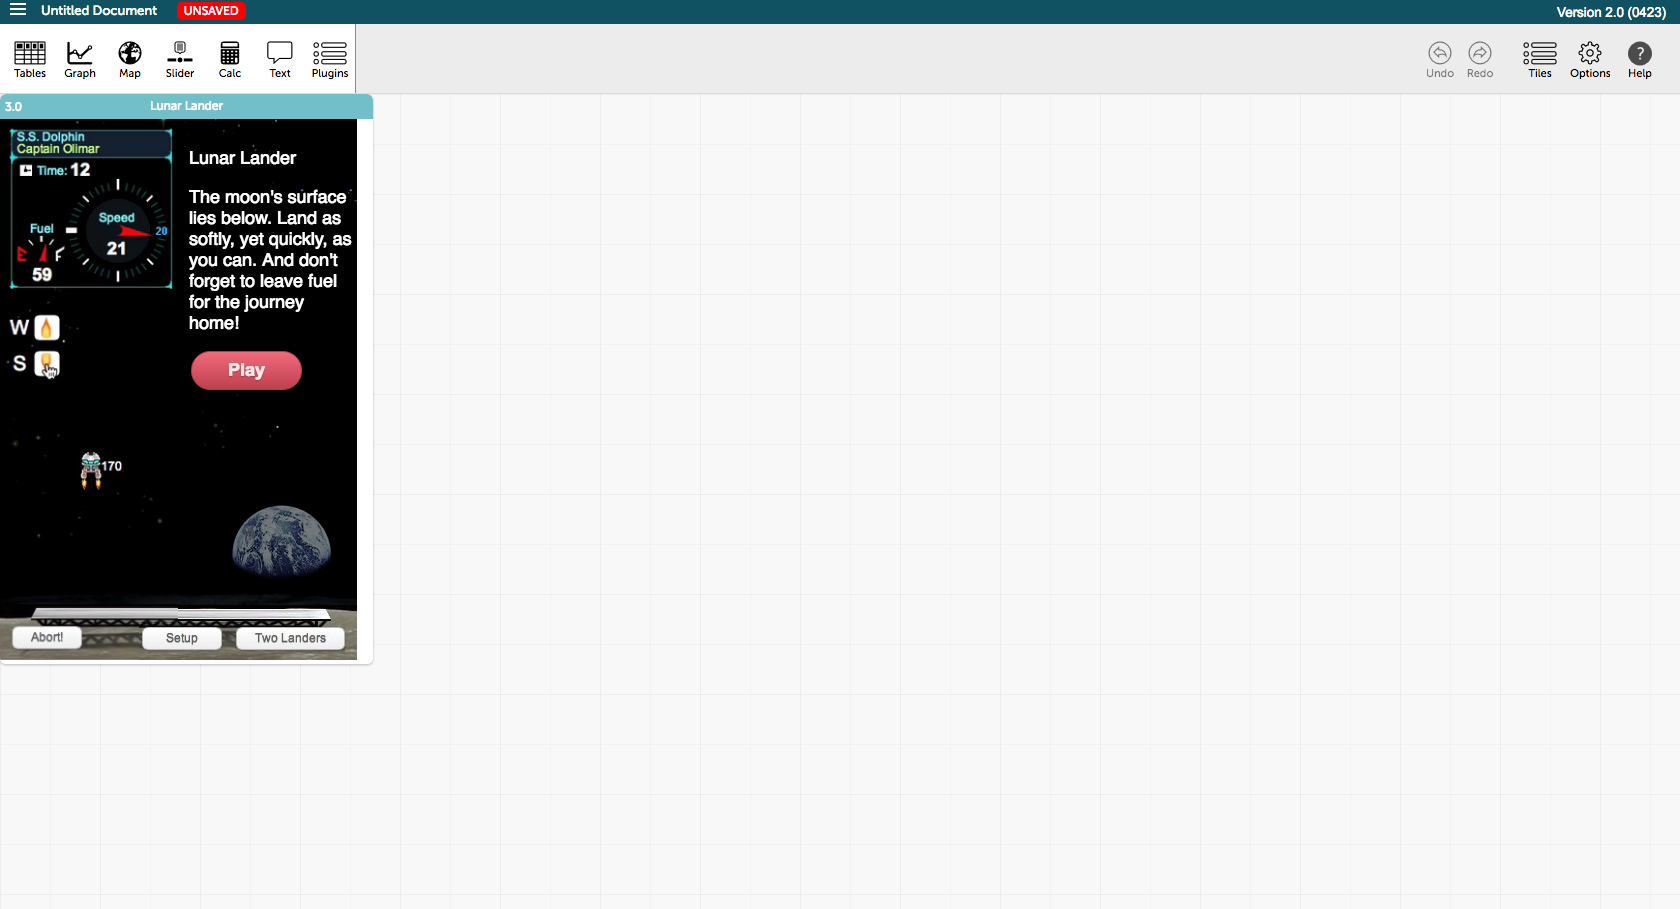 Untitled Document UNSAVED Version 2.0 (0423)
Tables Graph Map Slider Calc Text Plugins Undo Redo Tiles Options ? Help
3.0 Lunar Lander
S.S. Dolphin
Captain Olimar
Time: 12
Speed
20
21
Fuel
E F
59
W
S
Lunar Lander
The moon's surface
lies below. Land as
softly, yet quickly, as
you can. And don't
forget to leave fuel
for the journey
home!
Play
170
Abort! Setup Two Landers